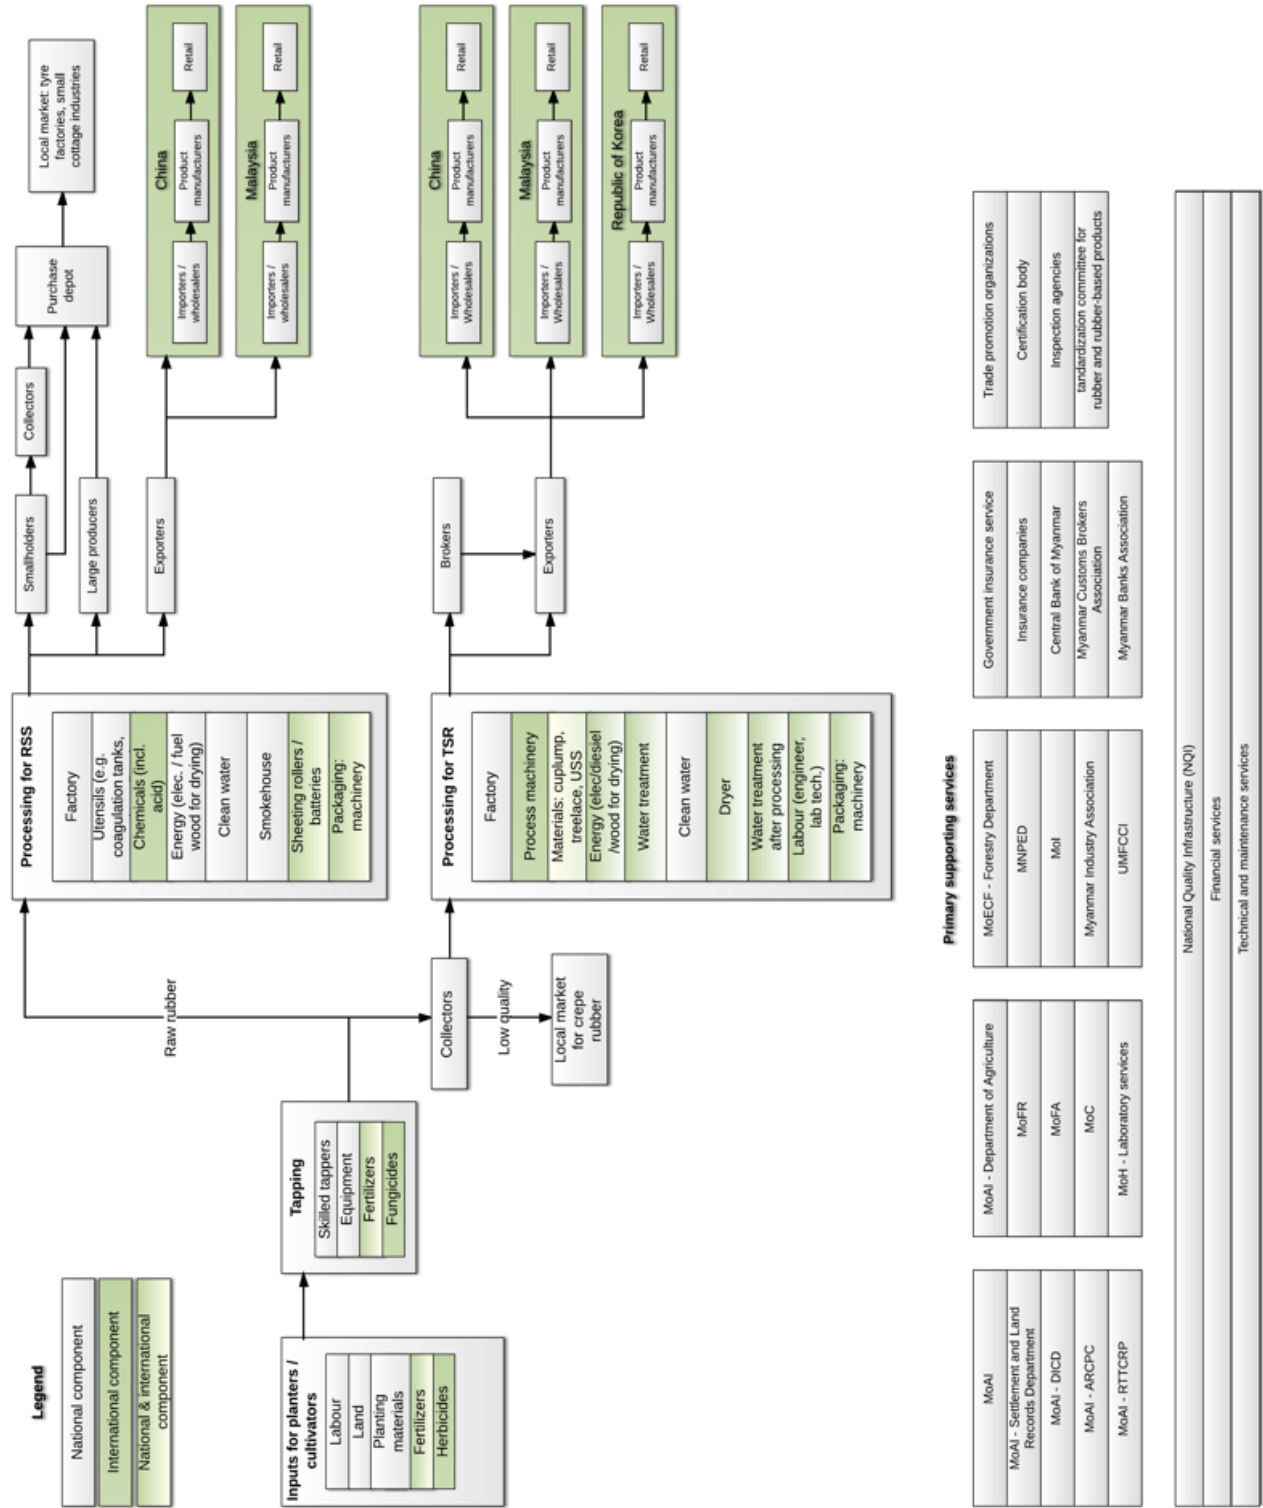 Legend
National component
International component
National & international
component
Inputs for planters /
cultivators
Labour
Land
Planting
materials
Fertilizers
Herbicides
Tapping
Skilled tappers
Equipment
Fertilizers
Fungicides
Raw rubber
Collectors
Low quality
Local market
for crepe
rubber
Processing for RSS
Factory
Utensils (e.g.
coagulation tanks,
Chemicals (incl.
acid)
Energy (elec. / fuel
wood for drying)
Clean water
Smokehouse
Sheeting rollers /
batteries
Packaging:
machinery
Processing for TSR
Factory
Process machinery
Materials: cuplump,
treelace, USS
Energy (elec/diesiel
/wood for drying)
Water treatment
Clean water
Dryer
Water treatment
after processing
Labour (engineer,
lab tech.)
Packaging:
machinery
Smallholders
Collectors
Large producers
Exporters
Purchase
depot
Local market: tyre
factories, small
cottage industries
China
Importers /
wholesalers
Product
manufacturers
Retail
Malaysia
Importers /
wholesalers
Product
manufacturers
Retail
Brokers
Exporters
China
Importers /
Wholesalers
Product
manufacturers
Retail
Malaysia
Importers /
Wholesalers
Product
manufacturers
Retail
Republic of Korea
Importers /
Wholesalers
Product
manufacturers
Retail
Primary supporting services
MoAI
MoAI - Settlement and Land
Records Department
MoAI - DICD
MoAI - ARCPC
MoAI - RTTCRP
MoAI - Department of Agriculture
MoFR
MoFA
MoC
MoH - Laboratory services
MoECF - Forestry Department
MNPED
MoI
Myanmar Industry Association
UMFCCI
Government insurance service
Insurance companies
Central Bank of Myanmar
Myanmar Customs Brokers
Association
Myanmar Banks Association
Trade promotion organizations
Certification body
Inspection agencies
tandardization committee for
rubber and rubber-based products
National Quality Infrastructure (NQI)
Financial services
Technical and maintenance services